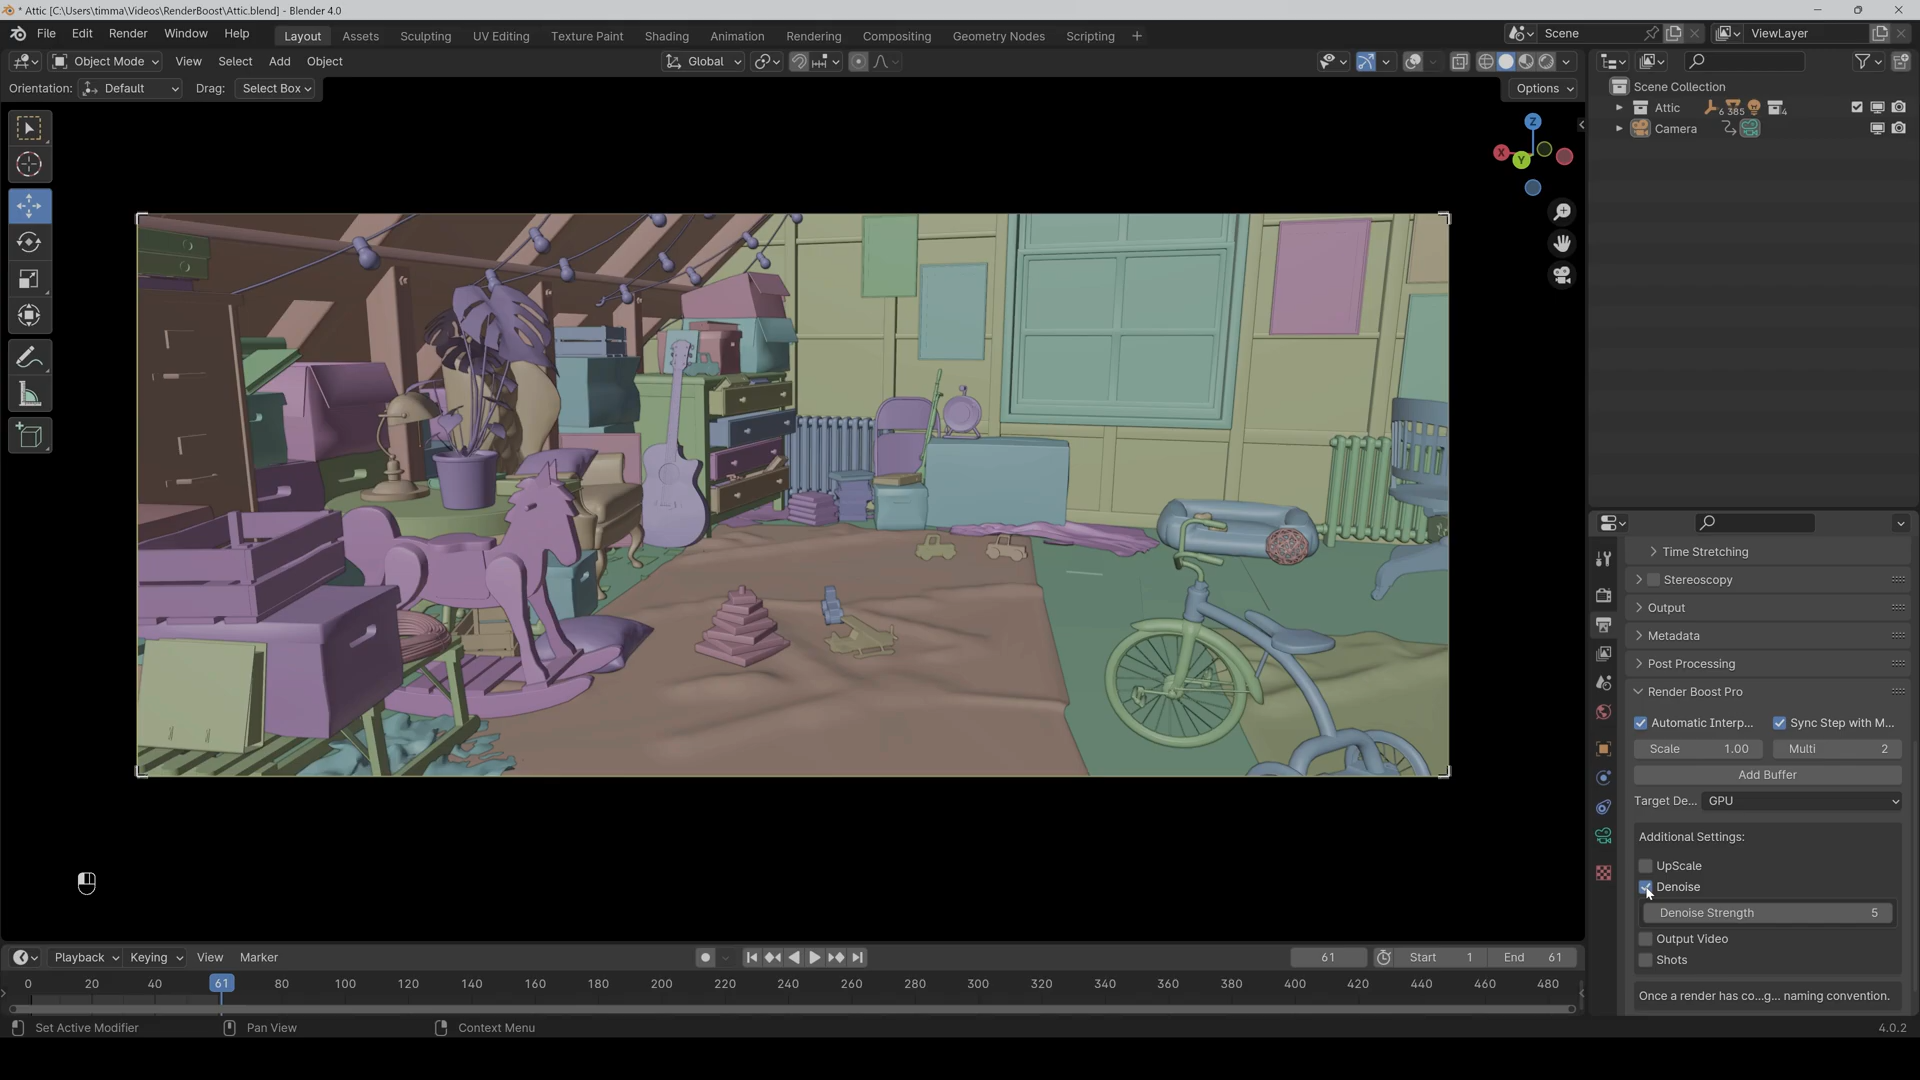 * Attic [C:\Users\timma\Videos\RenderBoost\Attic.blend] - Blender 4.0
File Edit Render Window Help Layout Assets Sculpting UV Editing Texture Paint Shading Animation Rendering Compositing Geometry Nodes Scripting + Scene ViewLayer
Object Mode View Select Add Object Global
Orientation: Default Drag: Select Box Options
Scene Collection
Attic 6 385 4
Camera
Z
X Y
Time Stretching
Stereoscopy
Output
Metadata
Post Processing
Render Boost Pro
Automatic Interp... Sync Step with M...
Scale 1.00 Multi 2
Add Buffer
Target De... GPU
Additional Settings:
UpScale
Denoise
Denoise Strength 5
Output Video
Shots
Once a render has co...g... naming convention.
Playback Keying View Marker 61 Start 1 End 61
0 20 40 61 80 100 120 140 160 180 200 220 240 260 280 300 320 340 360 380 400 420 440 460 480
Set Active Modifier Pan View Context Menu 4.0.2